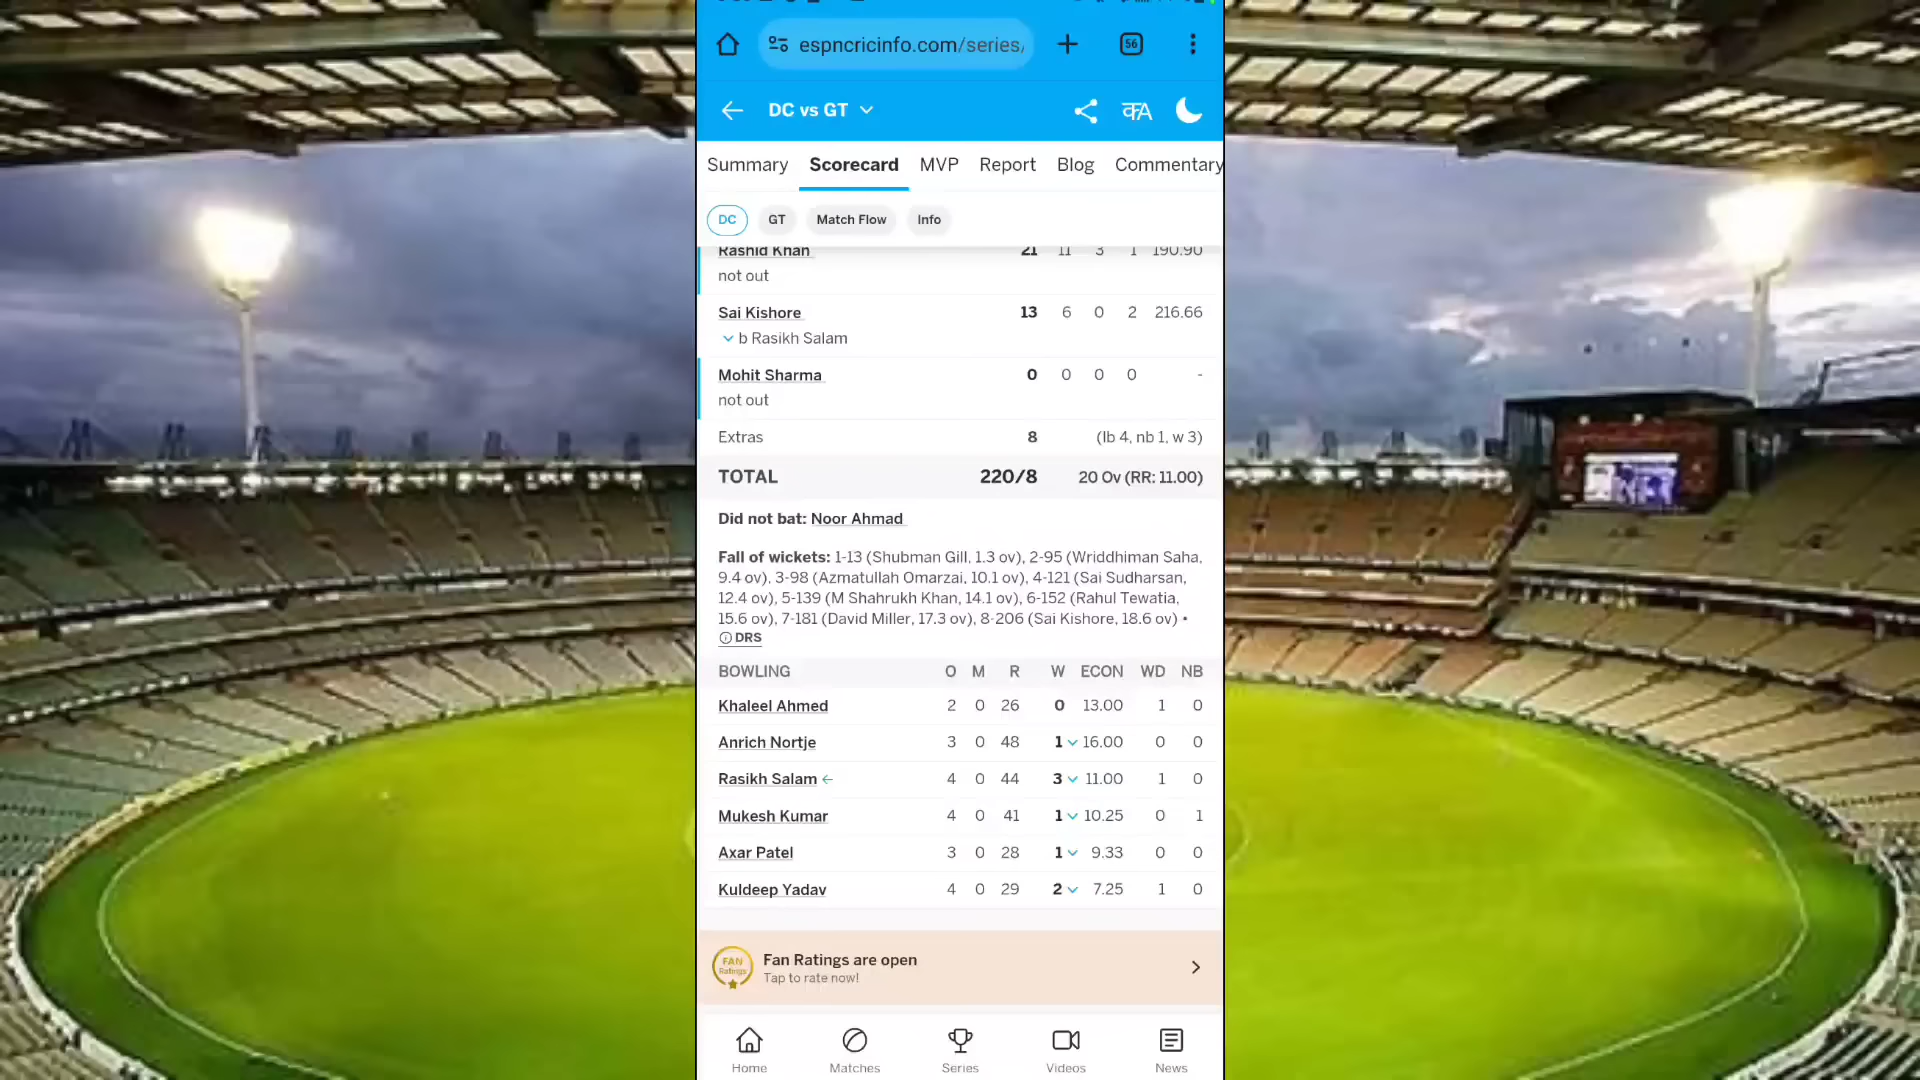 56
espncricinfo.com/series/
DC vs GT
क A
Summary Scorecard MVP Report Blog Commentary
DC GT Match Flow Info
Rashid Khan 21 11 3 1 190.90
not out
Sai Kishore 13 6 0 2 216.66
b Rasikh Salam
Mohit Sharma 0 0 0 0 -
not out
Extras 8 (lb 4, nb 1, w 3)
TOTAL 220/8 20 Ov (RR: 11.00)
Did not bat: Noor Ahmad
Fall of wickets: 1-13 (Shubman Gill, 1.3 ov), 2-95 (Wriddhiman Saha,
9.4 ov), 3-98 (Azmatullah Omarzai, 10.1 ov), 4-121 (Sai Sudharsan,
12.4 ov), 5-139 (M Shahrukh Khan, 14.1 ov), 6-152 (Rahul Tewatia,
15.6 ov), 7-181 (David Miller, 17.3 ov), 8-206 (Sai Kishore, 18.6 ov) •
DRS
BOWLING O M R W ECON WD NB
Khaleel Ahmed 2 0 26 0 13.00 1 0
Anrich Nortje 3 0 48 1 16.00 0 0
Rasikh Salam 4 0 44 3 11.00 1 0
Mukesh Kumar 4 0 41 1 10.25 0 1
Axar Patel 3 0 28 1 9.33 0 0
Kuldeep Yadav 4 0 29 2 7.25 1 0
FAN Ratings
Fan Ratings are open
Tap to rate now!
Home Matches Series Videos News